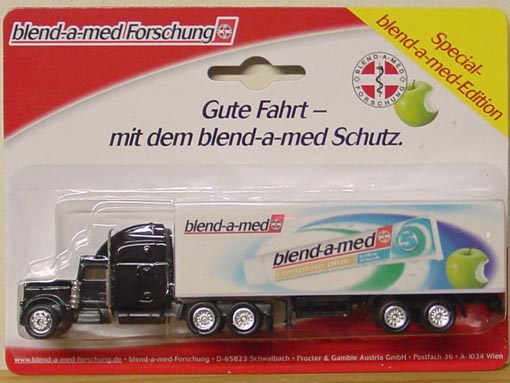 blend-a-med Forschung
Special-
blend-a-med-Edition
BLEND-A-MED
FORSCHUNG
Gute Fahrt –
mit dem blend-a-med Schutz.
blend-a-med
blend-a-med
complete plus
extra
frisch
www.blend-a-med-forschung.de • blend-a-med-Forschung • D-65823 Schwalbach • Procter & Gamble Austria GmbH • Postfach 36 • A-1034 Wien